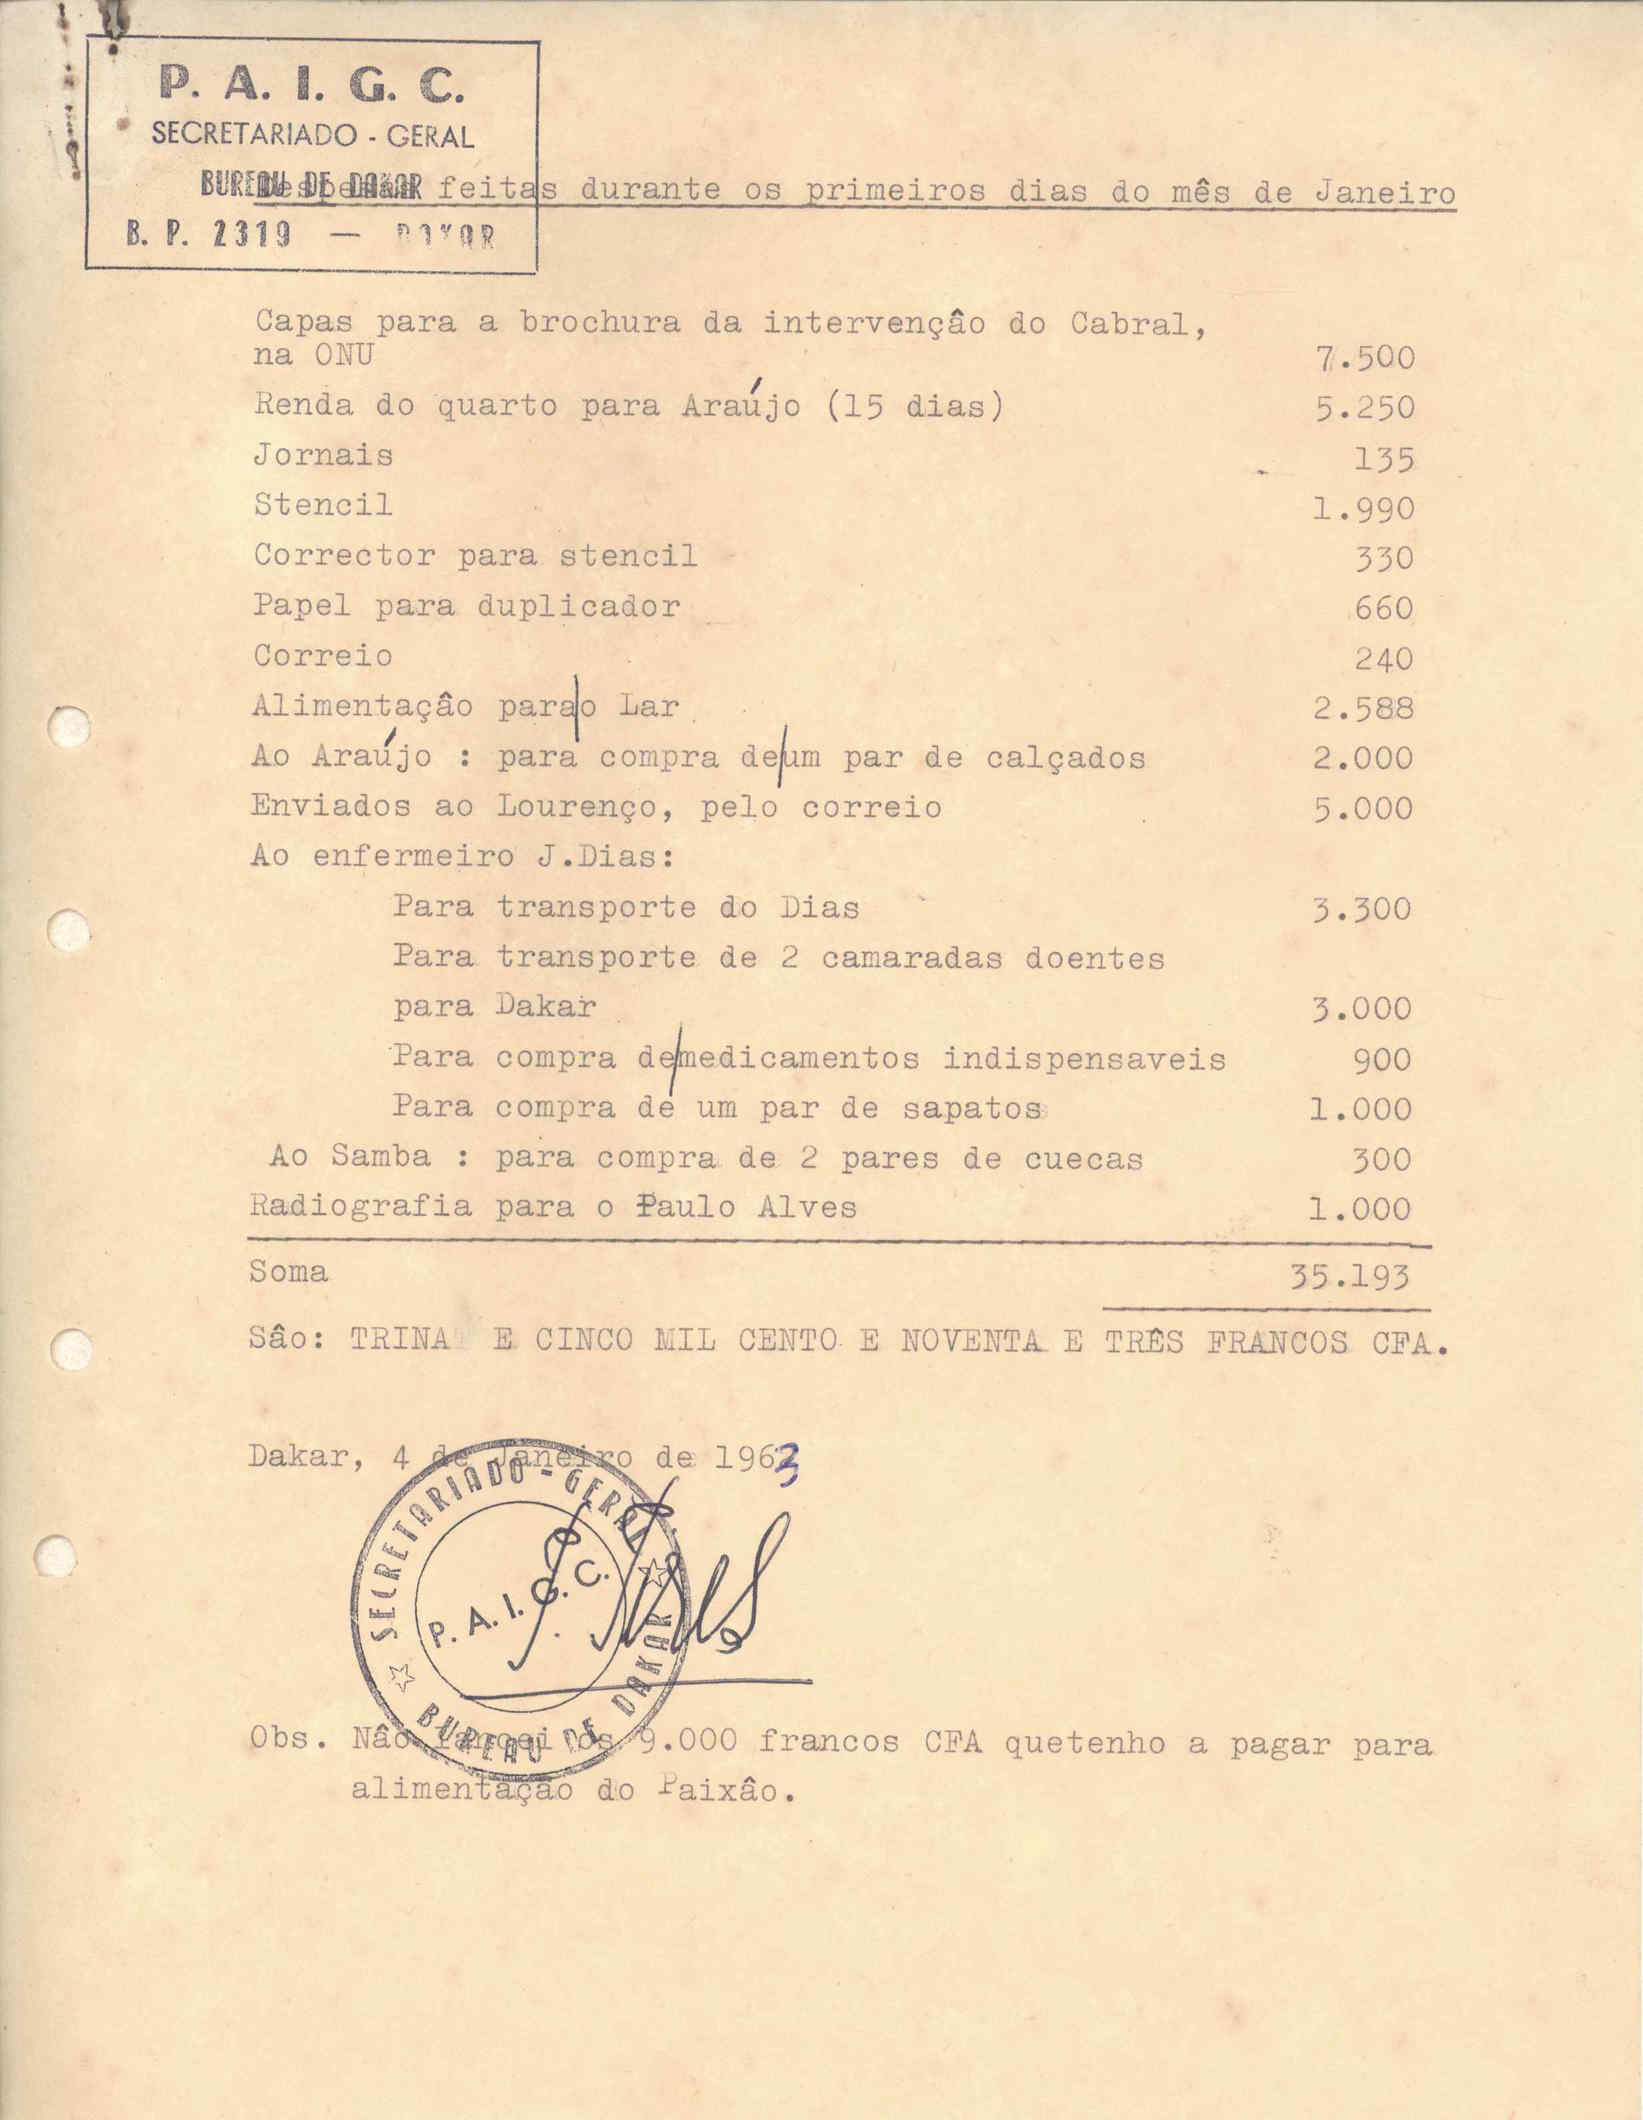 P. A. I. G. C.
SECRETARIADO - GERAL
BUREAU DE DAKAR
Despesas feitas durante os primeiros dias do mês de Janeiro
B. P. 2319 — DAKAR
Capas para a brochura da intervençâo do Cabral,
na ONU 7.500
Renda do quarto para Araújo (15 dias) 5.250
Jornais 135
Stencil 1.990
Corrector para stencil 330
Papel para duplicador 660
Correio 240
Alimentaçâo para/o Lar 2.588
Ao Araújo : para compra de/um par de calçados 2.000
Enviados ao Lourenço, pelo correio 5.000
Ao enfermeiro J.Dias:
Para transporte do Dias 3.300
Para transporte de 2 camaradas doentes
para Dakar 3.000
Para compra de/medicamentos indispensaveis 900
Para compra de um par de sapatos 1.000
Ao Samba : para compra de 2 pares de cuecas 300
Radiografia para o Paulo Alves 1.000
Soma 35.193
Sâo: TRINA E CINCO MIL CENTO E NOVENTA E TRÊS FRANCOS CFA.
Dakar, 4 de Janeiro de 1963
SECRETARIADO - GERAL
P. A. I. G. C.
BUREAU DE DAKAR
Obs. Nâo lancei os 9.000 francos CFA quetenho a pagar para
alimentaçâo do Paixâo.